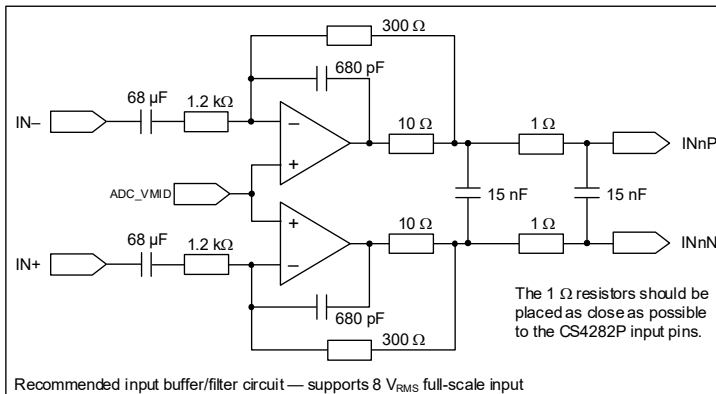 300 Ω
680 pF
68 µF
1.2 kΩ
10 Ω
1 Ω
IN–
INnP
−
+
ADC_VMID
15 nF
15 nF
+
−
68 µF
1.2 kΩ
10 Ω
1 Ω
IN+
INnN
680 pF
300 Ω
The 1 Ω resistors should be
placed as close as possible
to the CS4282P input pins.
Recommended input buffer/filter circuit — supports 8 VRMS full-scale input